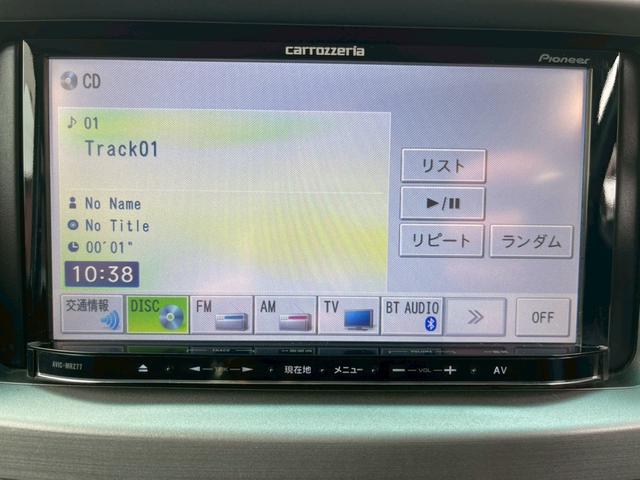 carrozzeria
Pioneer
CD
01
Track01
No Name
No Title
00'01"
10:38
リスト
▶/II
リピート
ランダム
交通情報
DISC
FM
AM
TV
BT AUDIO
OFF
AVIC-MRZ77
現在地
メニュー
VOL
AV